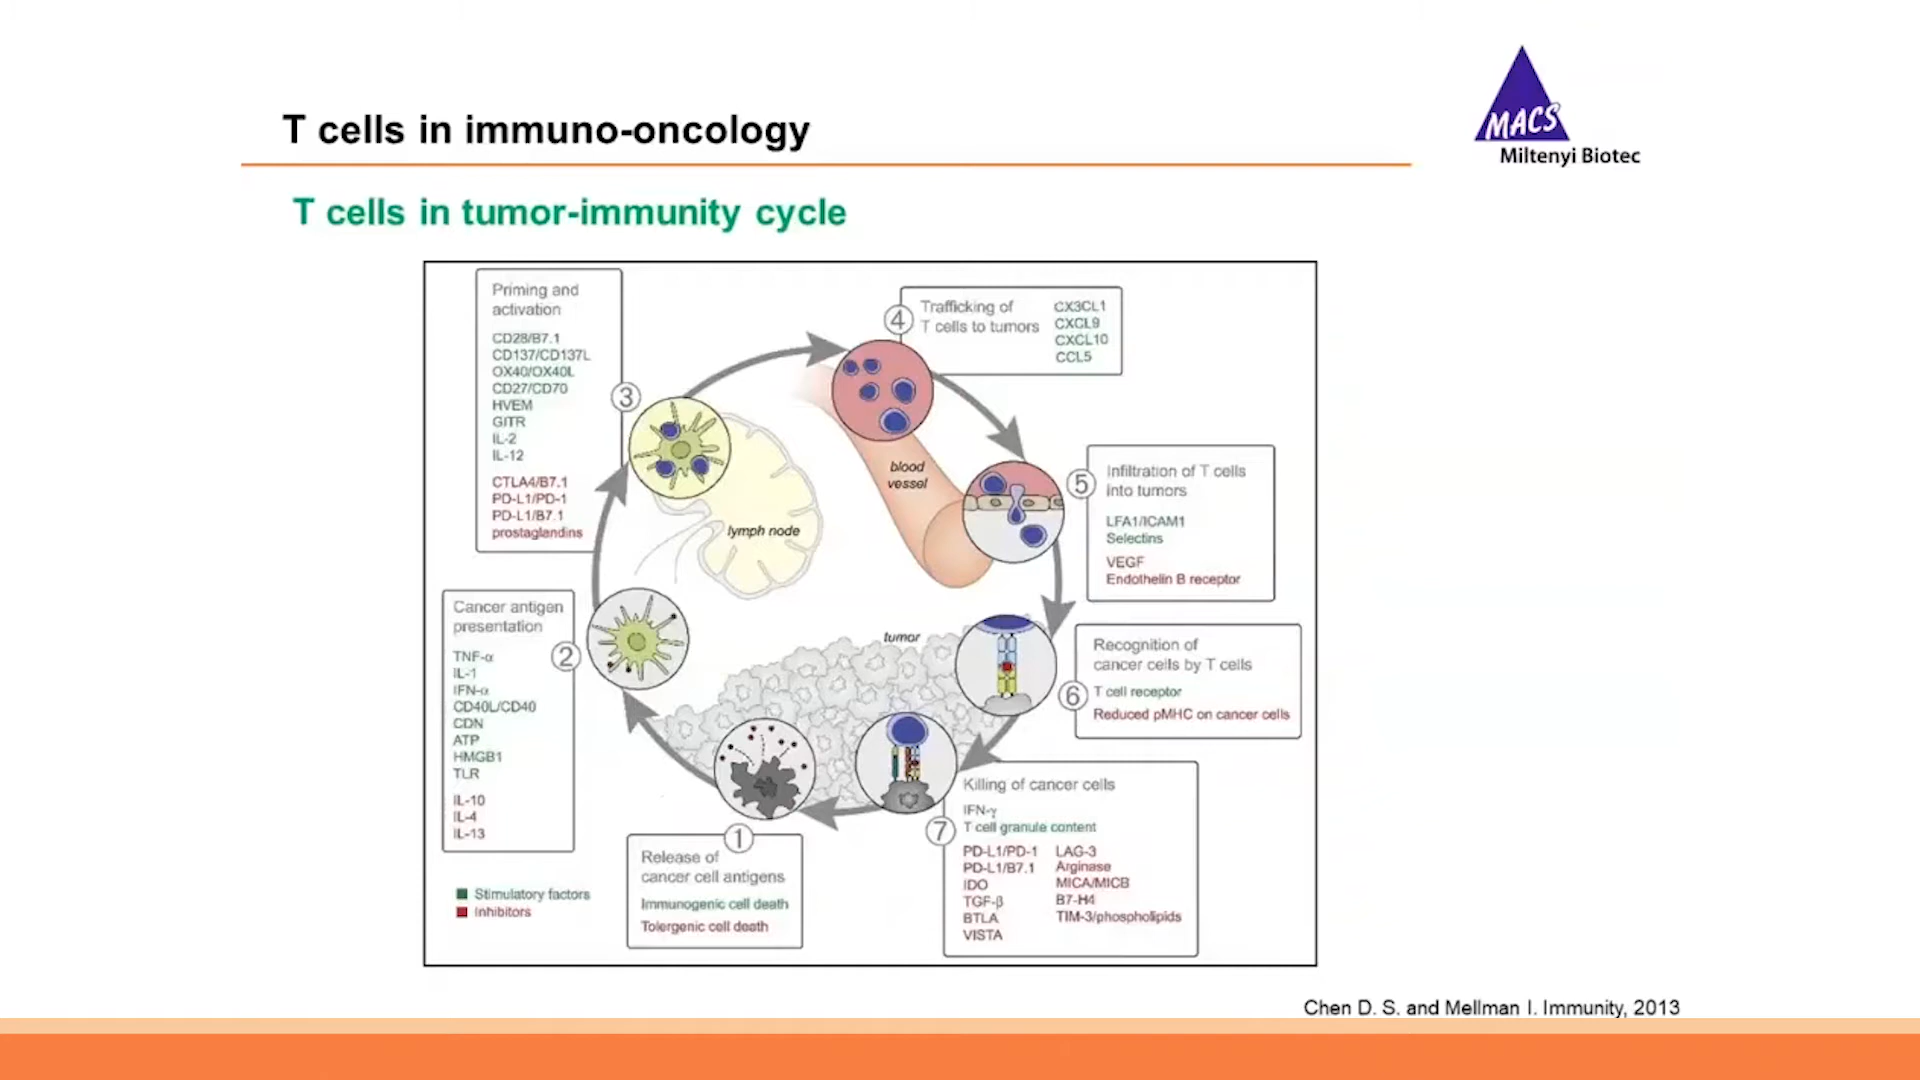 T cells in immuno-oncology
MACS
Miltenyi Biotec
T cells in tumor-immunity cycle
Priming and
activation
CD28/B7.1
CD137/CD137L
OX40/OX40L
CD27/CD70
HVEM
GITR
IL-2
IL-12
CTLA4/B7.1
PD-L1/PD-1
PD-L1/B7.1
prostaglandins
3
4
Trafficking of
T cells to tumors
CX3CL1
CXCL9
CXCL10
CCL5
blood
vessel
lymph node
5
Infiltration of T cells
into tumors
LFA1/ICAM1
Selectins
VEGF
Endothelin B receptor
Cancer antigen
presentation
2
TNF-α
IL-1
IFN-α
CD40L/CD40
CDN
ATP
HMGB1
TLR
IL-10
IL-4
IL-13
tumor
6
Recognition of
cancer cells by T cells
T cell receptor
Reduced pMHC on cancer cells
7
Killing of cancer cells
IFN-γ
T cell granule content
PD-L1/PD-1 LAG-3
PD-L1/B7.1 Arginase
IDO MICA/MICB
TGF-β B7-H4
BTLA TIM-3/phospholipids
VISTA
1
Release of
cancer cell antigens
Immunogenic cell death
Tolergenic cell death
Stimulatory factors
Inhibitors
Chen D. S. and Mellman I. Immunity, 2013